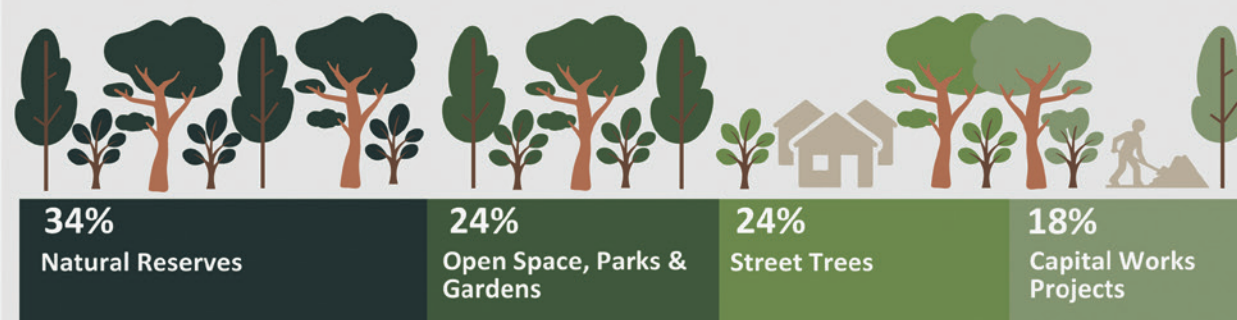 34%
Natural Reserves
24%
Open Space, Parks &
Gardens
24%
Street Trees
18%
Capital Works
Projects